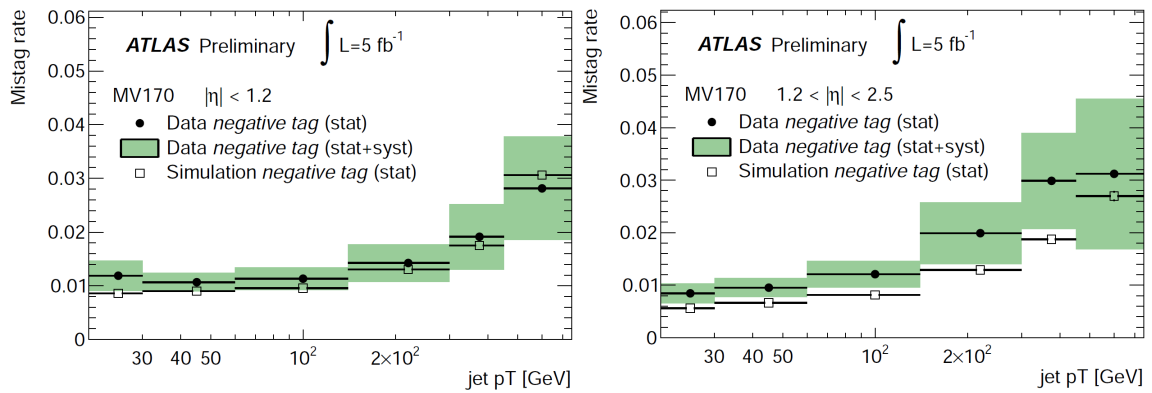 Mistag rate
0.06
0.05
0.04
0.03
0.02
0.01
0
ATLAS Preliminary ∫ L=5 fb⁻¹
MV170 |η| < 1.2
Data negative tag (stat)
Data negative tag (stat+syst)
Simulation negative tag (stat)
30 40 50 10² 2×10²
jet pT [GeV]
Mistag rate
0.06
0.05
0.04
0.03
0.02
0.01
0
ATLAS Preliminary ∫ L=5 fb⁻¹
MV170 1.2 < |η| < 2.5
Data negative tag (stat)
Data negative tag (stat+syst)
Simulation negative tag (stat)
30 40 50 10² 2×10²
jet pT [GeV]